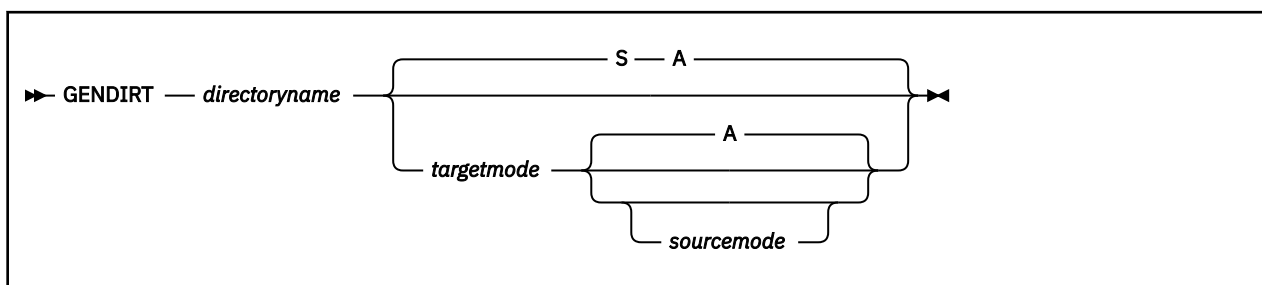 S A
GENDIRT directoryname
A
targetmode
sourcemode